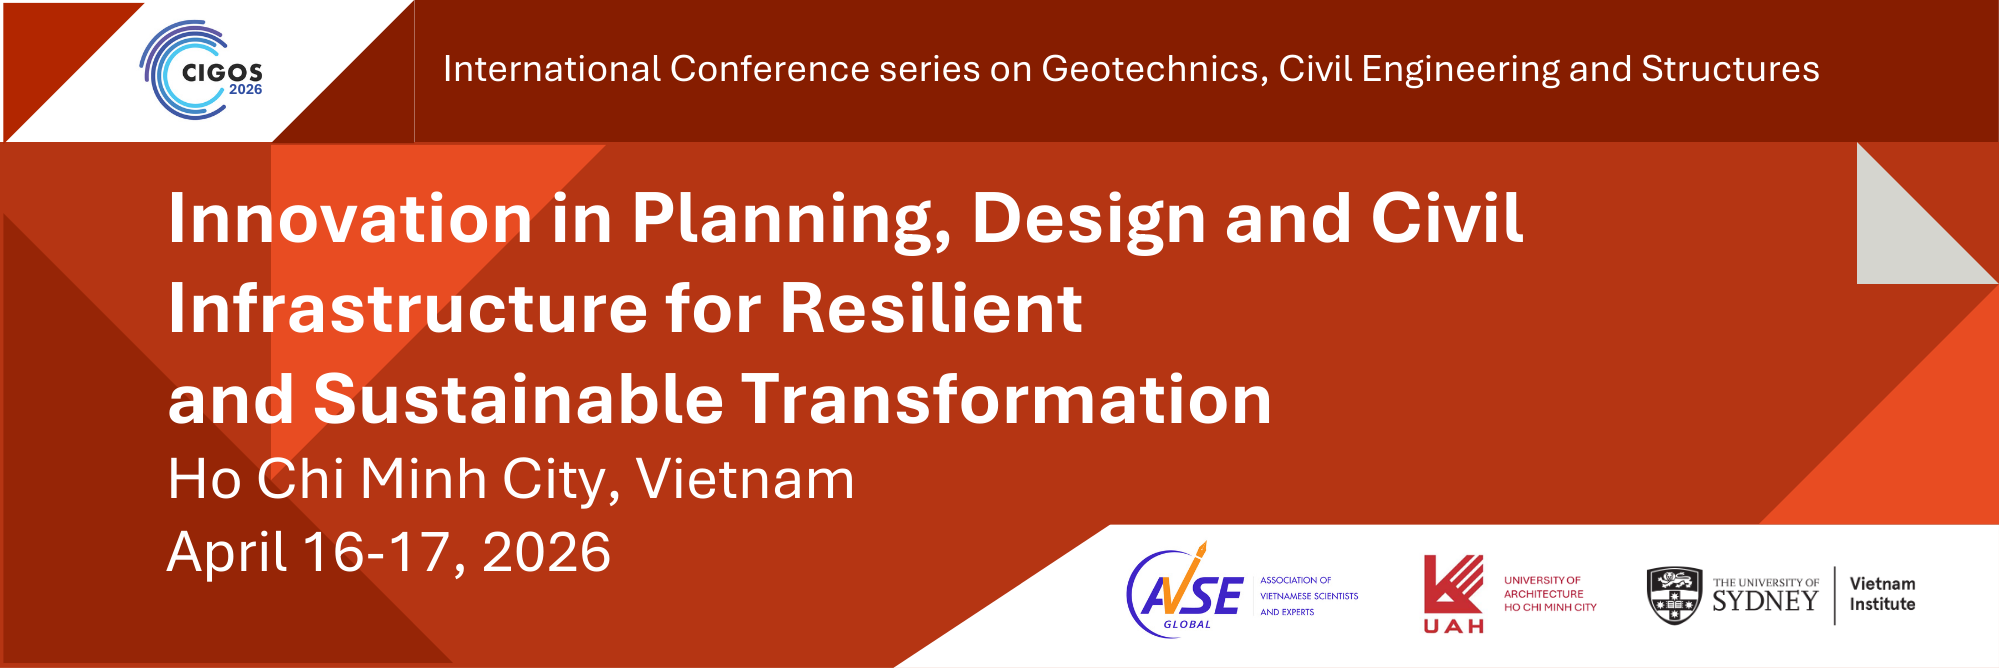 CIGOS
2026
International Conference series on Geotechnics, Civil Engineering and Structures
Innovation in Planning, Design and Civil
Infrastructure for Resilient
and Sustainable Transformation
Ho Chi Minh City, Vietnam
April 16-17, 2026
AVSE
GLOBAL
ASSOCIATION OF
VIETNAMESE SCIENTISTS
AND EXPERTS
UAH
UNIVERSITY OF
ARCHITECTURE
HO CHI MINH CITY
THE UNIVERSITY OF
SYDNEY
Vietnam
Institute